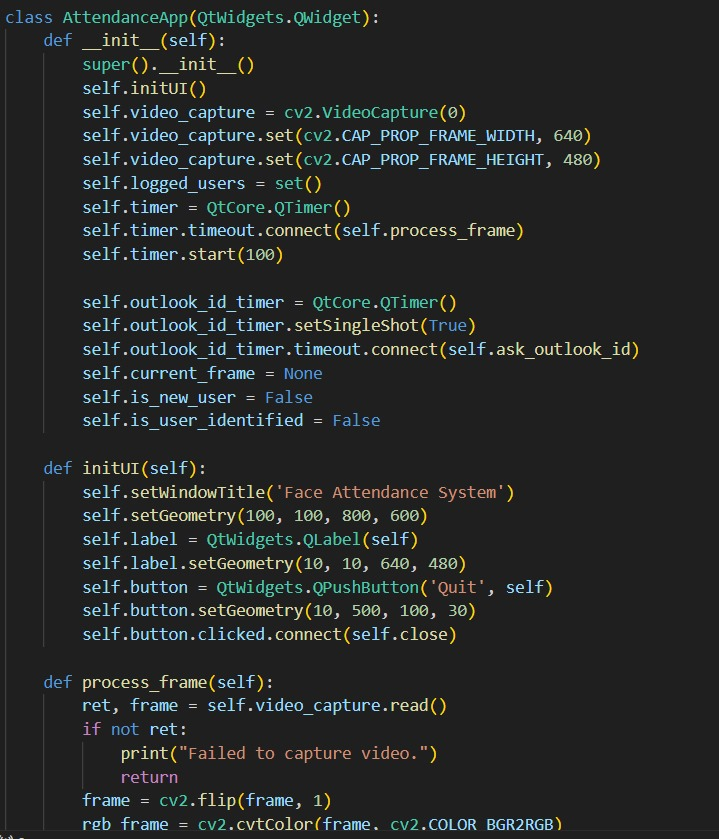 class AttendanceApp(QtWidgets.QWidget):
    def __init__(self):
        super().__init__()
        self.initUI()
        self.video_capture = cv2.VideoCapture(0)
        self.video_capture.set(cv2.CAP_PROP_FRAME_WIDTH, 640)
        self.video_capture.set(cv2.CAP_PROP_FRAME_HEIGHT, 480)
        self.logged_users = set()
        self.timer = QtCore.QTimer()
        self.timer.timeout.connect(self.process_frame)
        self.timer.start(100)

        self.outlook_id_timer = QtCore.QTimer()
        self.outlook_id_timer.setSingleShot(True)
        self.outlook_id_timer.timeout.connect(self.ask_outlook_id)
        self.current_frame = None
        self.is_new_user = False
        self.is_user_identified = False

    def initUI(self):
        self.setWindowTitle('Face Attendance System')
        self.setGeometry(100, 100, 800, 600)
        self.label = QtWidgets.QLabel(self)
        self.label.setGeometry(10, 10, 640, 480)
        self.button = QtWidgets.QPushButton('Quit', self)
        self.button.setGeometry(10, 500, 100, 30)
        self.button.clicked.connect(self.close)

    def process_frame(self):
        ret, frame = self.video_capture.read()
        if not ret:
            print("Failed to capture video.")
            return
        frame = cv2.flip(frame, 1)
        rgb_frame = cv2.cvtColor(frame, cv2.COLOR_BGR2RGB)